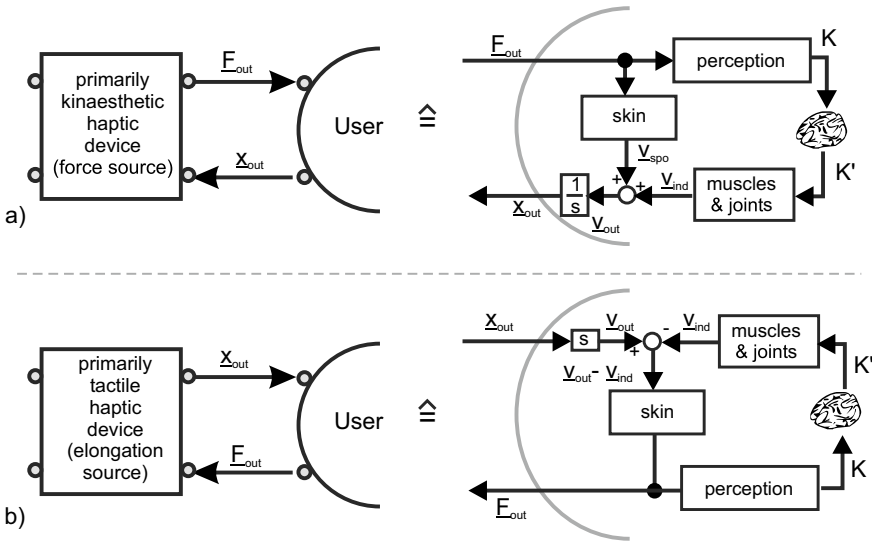 primarily
kinaesthetic
haptic
device
(force source)
F_out
x_out
User
≙
F_out
perception
K
skin
v_spo
+
+
v_ind
muscles
& joints
K'
1
s
x_out
v_out
a)
primarily
tactile
haptic
device
(elongation
source)
x_out
F_out
User
≙
x_out
s
v_out
+
-
v_ind
muscles
& joints
K'
v_out - v_ind
skin
perception
K
F_out
b)